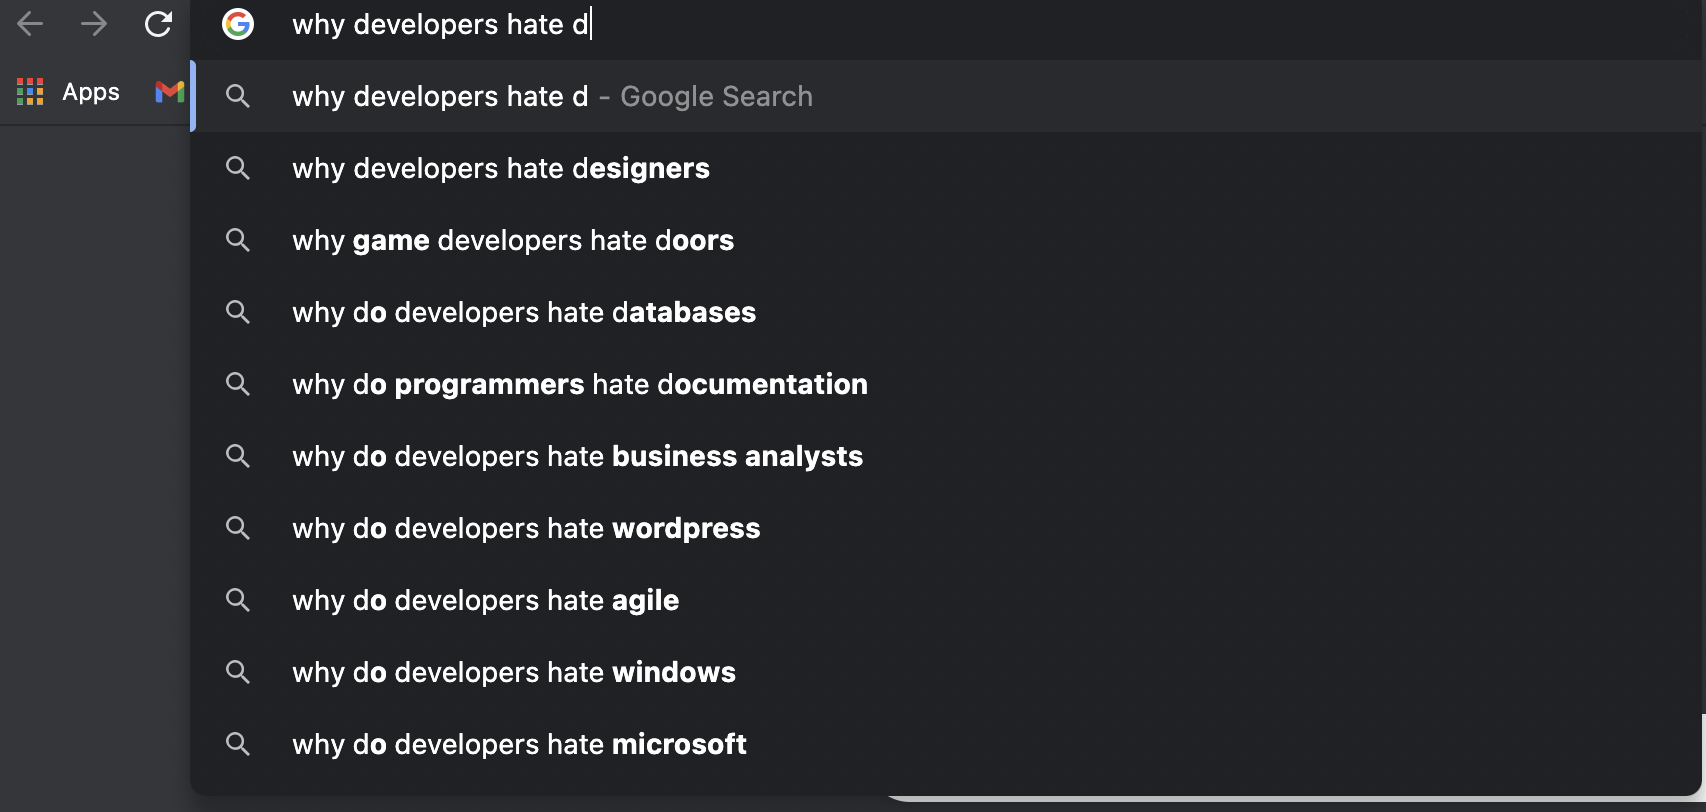 why developers hate d
Apps
why developers hate d - Google Search
why developers hate designers
why game developers hate doors
why do developers hate databases
why do programmers hate documentation
why do developers hate business analysts
why do developers hate wordpress
why do developers hate agile
why do developers hate windows
why do developers hate microsoft